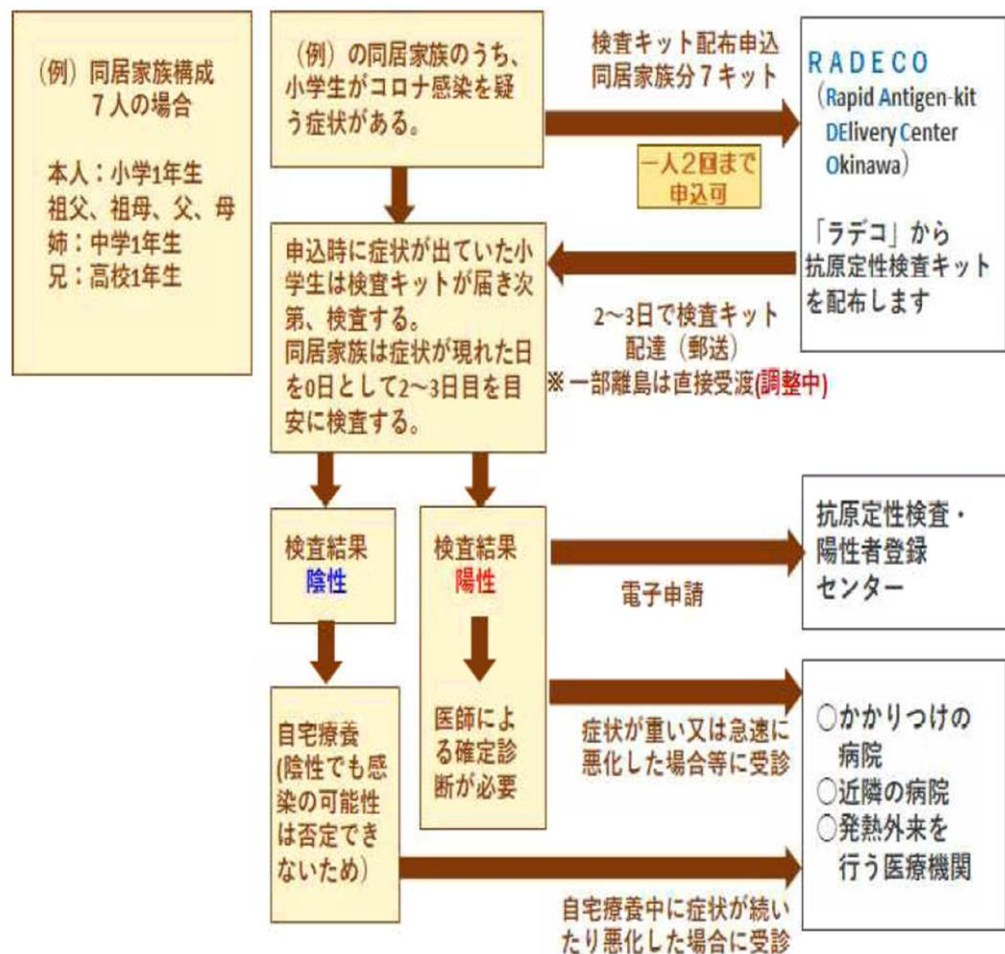 （例）同居家族構成
７人の場合
本人：小学1年生
祖父、祖母、父、母
姉：中学1年生
兄：高校1年生
（例）の同居家族のうち、
小学生がコロナ感染を疑
う症状がある。
検査キット配布申込
同居家族分７キット
一人２回まで
申込可
ＲＡＤＥＣＯ
（Rapid Antigen-kit
DElivery Center
Okinawa）
「ラデコ」から
抗原定性検査キット
を配布します
申込時に症状が出ていた小
学生は検査キットが届き次
第、検査する。
同居家族は症状が現れた日
を0日として2～3日目を目
安に検査する。
2～3日で検査キット
配達（郵送）
※ 一部離島は直接受渡(調整中)
検査結果
陰性
検査結果
陽性
電子申請
抗原定性検査・
陽性者登録
センター
自宅療養
(陰性でも感
染の可能性
は否定でき
ないため）
医師によ
る確定診
断が必要
症状が重い又は急速に
悪化した場合等に受診
○かかりつけの
病院
○近隣の病院
○発熱外来を
行う医療機関
自宅療養中に症状が続い
たり悪化した場合に受診